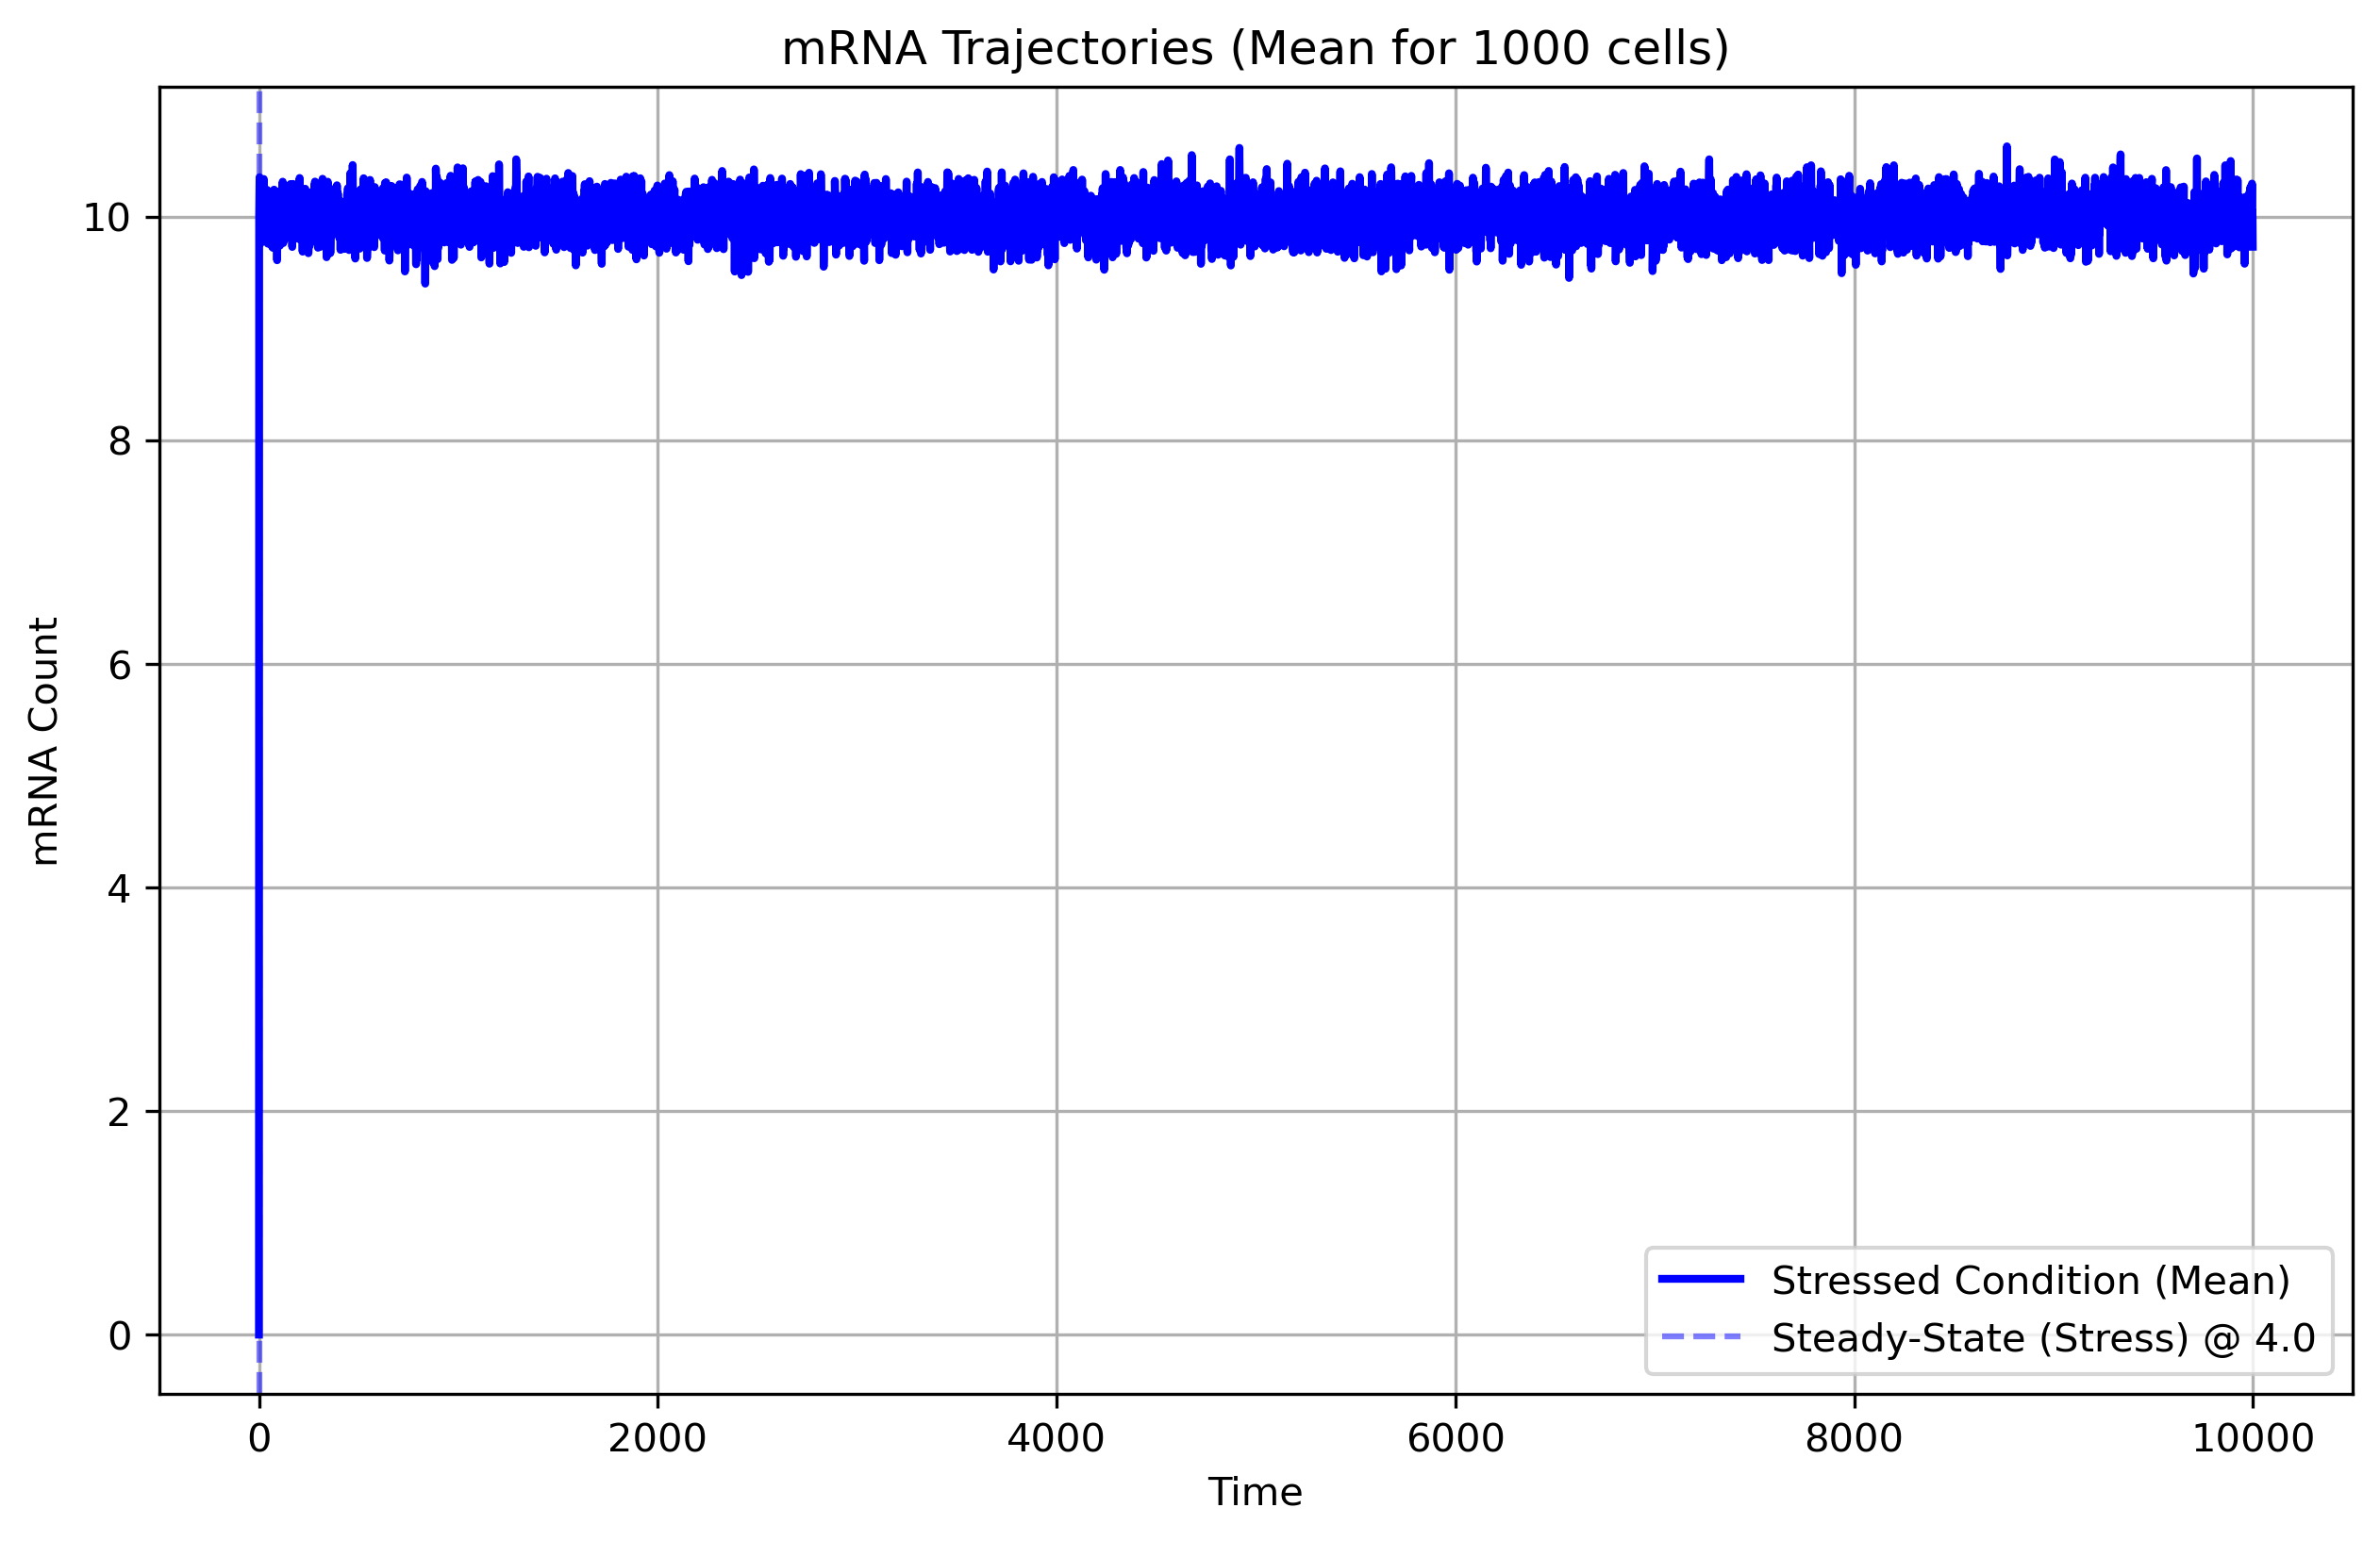 mRNA Trajectories (Mean for 1000 cells)
10
8
6
4
2
0
mRNA Count
Stressed Condition (Mean)
Steady-State (Stress) @ 4.0
0 2000 4000 6000 8000 10000
Time